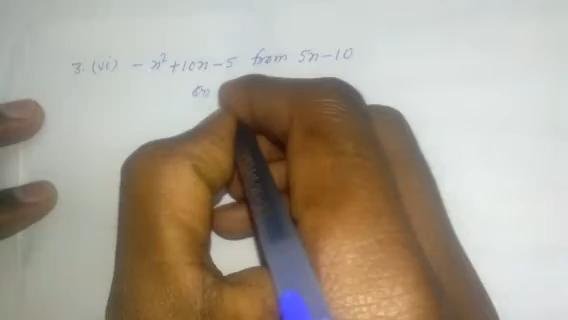 3. (vi) - x² + 10x - 5 from 5x - 10